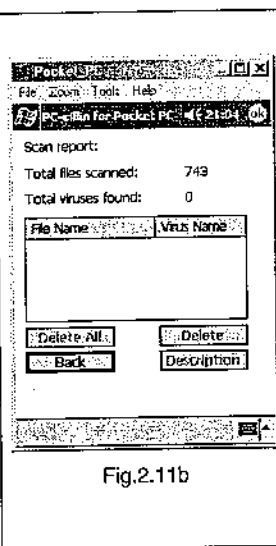 File Zoom Tools Help
PC-cillin for Pocket PC 21:04 ok
Scan report:
Total files scanned: 743
Total viruses found: 0
File Name Virus Name
Delete All Delete
Back Description
Fig.2.11b